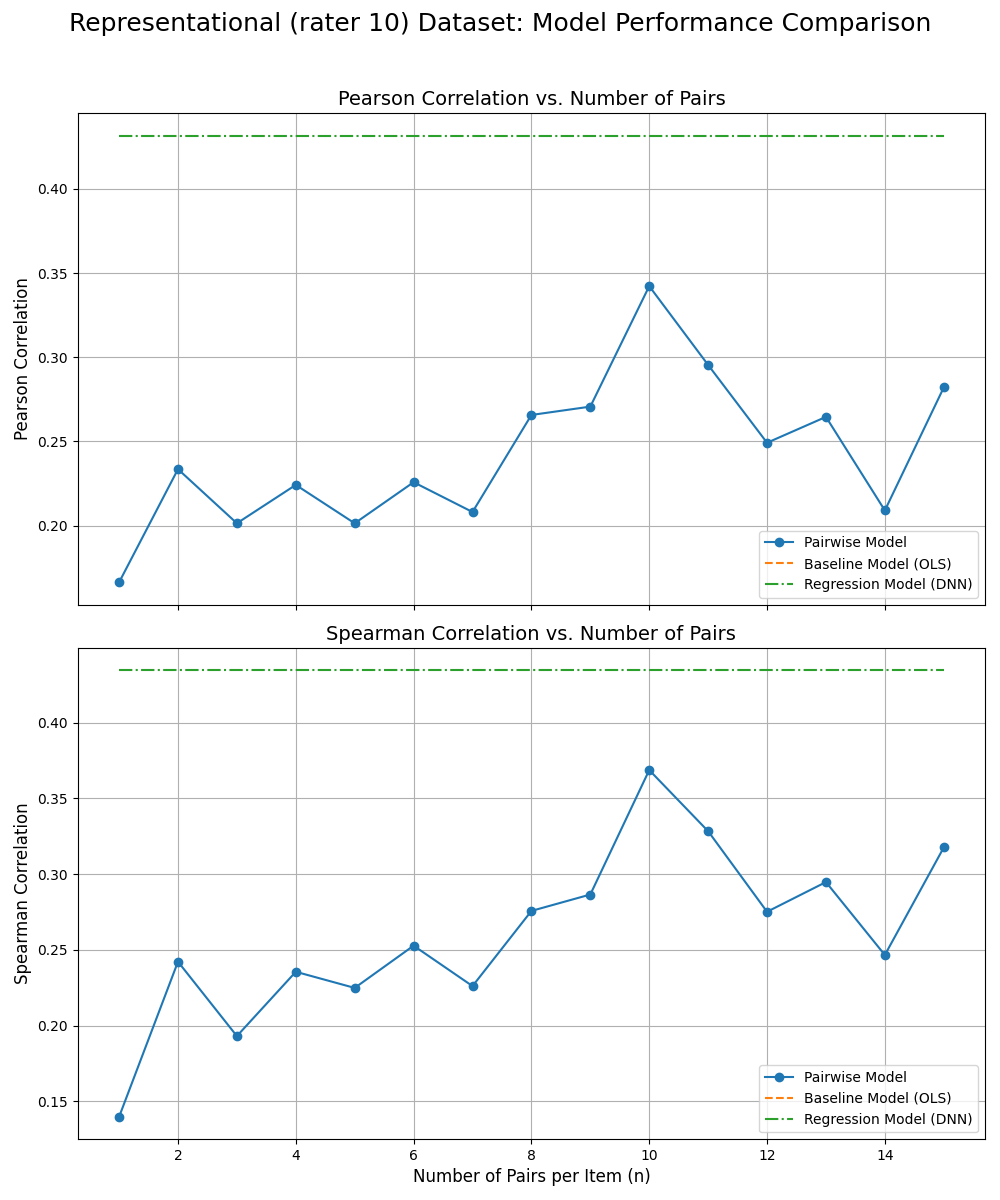 Representational (rater 10) Dataset: Model Performance Comparison
Pearson Correlation vs. Number of Pairs
Pearson Correlation
0.40
0.35
0.30
0.25
0.20
Pairwise Model
Baseline Model (OLS)
Regression Model (DNN)
Spearman Correlation vs. Number of Pairs
Spearman Correlation
0.40
0.35
0.30
0.25
0.20
0.15
Pairwise Model
Baseline Model (OLS)
Regression Model (DNN)
2 4 6 8 10 12 14
Number of Pairs per Item (n)